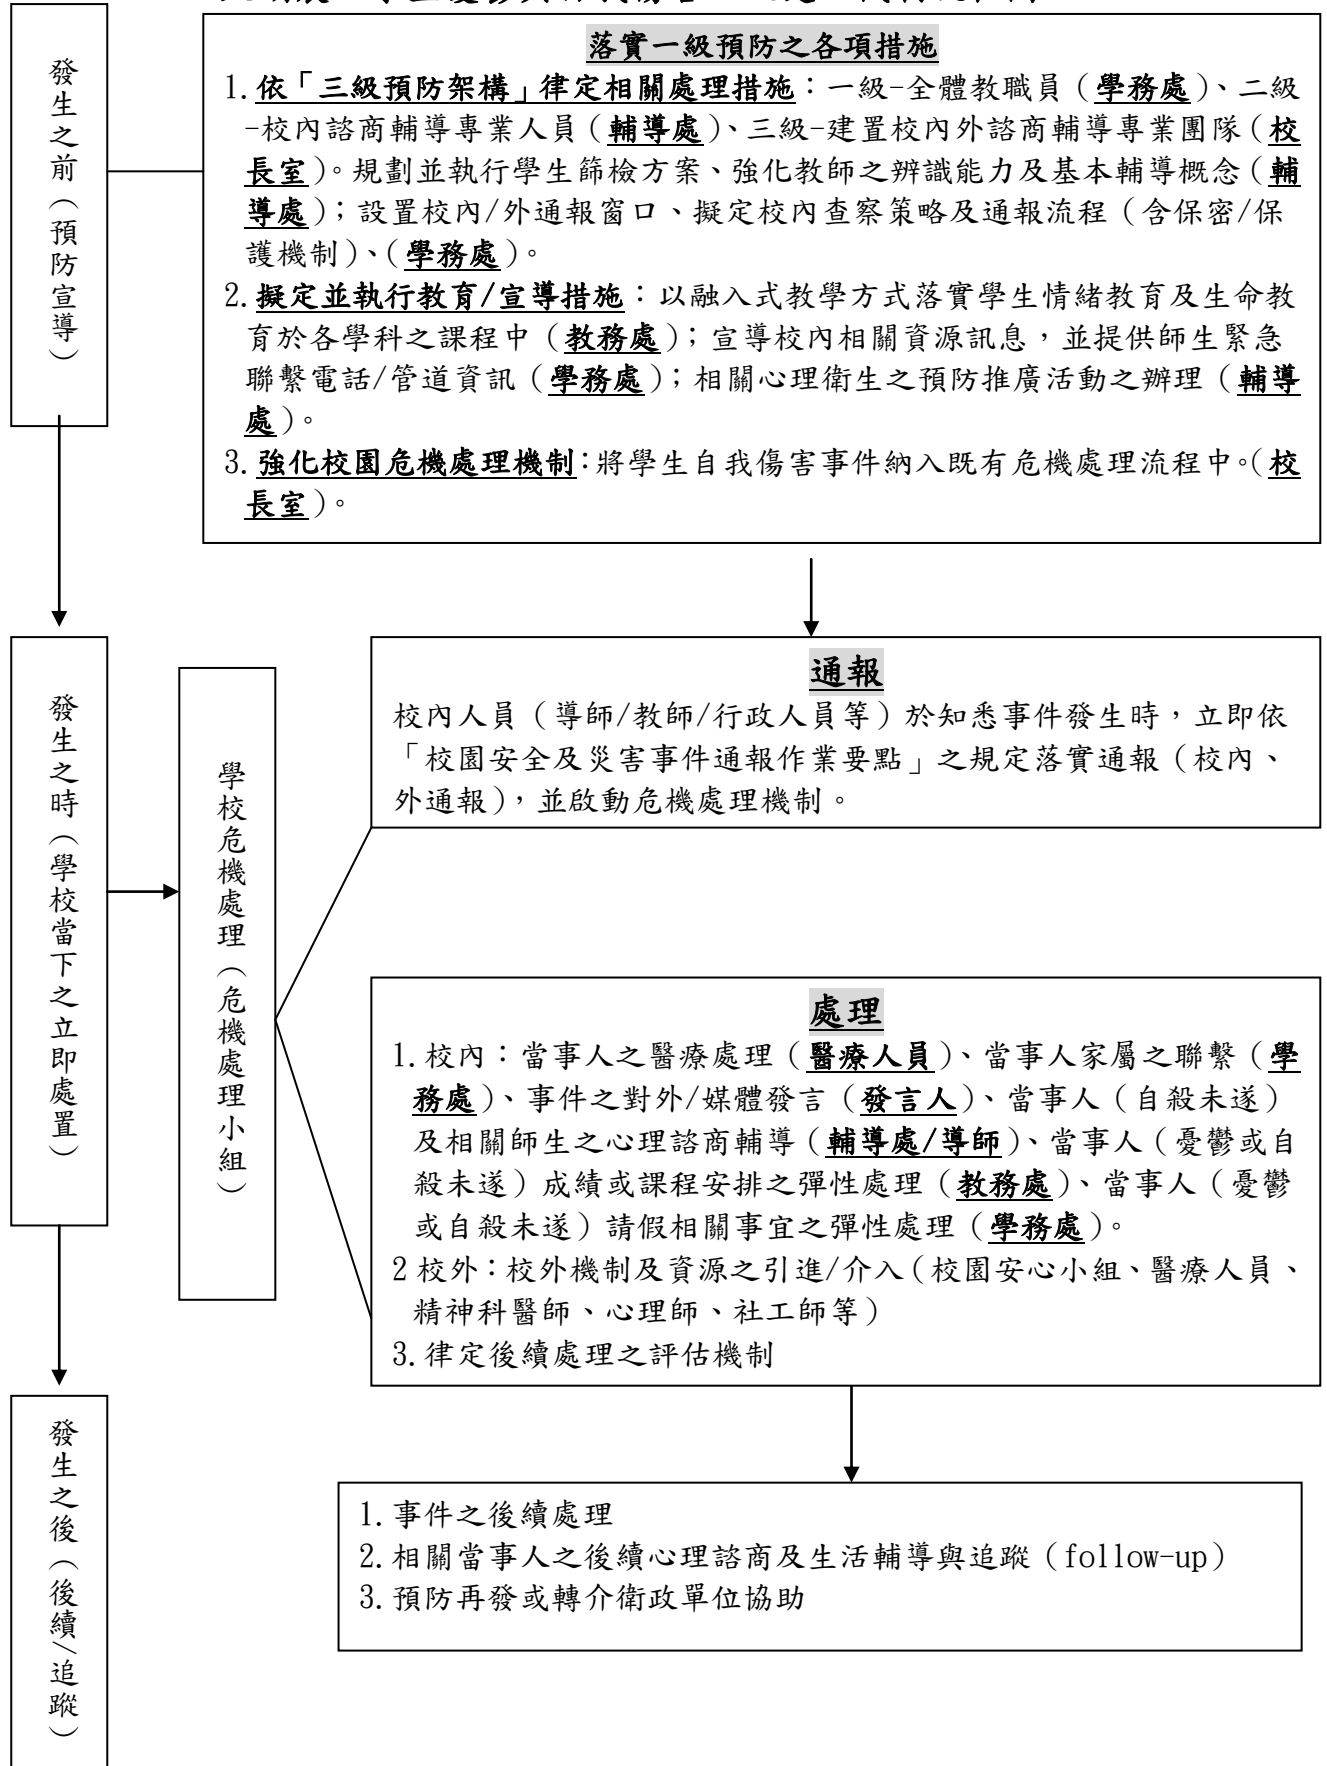 發生之前（預防宣導）
落實一級預防之各項措施
1.依「三級預防架構」律定相關處理措施：一級-全體教職員（學務處）、二級
-校內諮商輔導專業人員（輔導處）、三級-建置校內外諮商輔導專業團隊（校
長室）。規劃並執行學生篩檢方案、強化教師之辨識能力及基本輔導概念（輔
導處）；設置校內/外通報窗口、擬定校內查察策略及通報流程（含保密/保
護機制）、（學務處）。
2.擬定並執行教育/宣導措施：以融入式教學方式落實學生情緒教育及生命教
育於各學科之課程中（教務處）；宣導校內相關資源訊息，並提供師生緊急
聯繫電話/管道資訊（學務處）；相關心理衛生之預防推廣活動之辦理（輔導
處）。
3.強化校園危機處理機制：將學生自我傷害事件納入既有危機處理流程中。（校
長室）。
發生之時（學校當下之立即處置）
學校危機處理（危機處理小組）
通報
校內人員（導師/教師/行政人員等）於知悉事件發生時，立即依
「校園安全及災害事件通報作業要點」之規定落實通報（校內、
外通報），並啟動危機處理機制。
處理
1.校內：當事人之醫療處理（醫療人員）、當事人家屬之聯繫（學
務處）、事件之對外/媒體發言（發言人）、當事人（自殺未遂）
及相關師生之心理諮商輔導（輔導處/導師）、當事人（憂鬱或自
殺未遂）成績或課程安排之彈性處理（教務處）、當事人（憂鬱
或自殺未遂）請假相關事宜之彈性處理（學務處）。
2校外：校外機制及資源之引進/介入（校園安心小組、醫療人員、
精神科醫師、心理師、社工師等）
3.律定後續處理之評估機制
發生之後（後續/追蹤）
1.事件之後續處理
2.相關當事人之後續心理諮商及生活輔導與追蹤（follow-up）
3.預防再發或轉介衛政單位協助